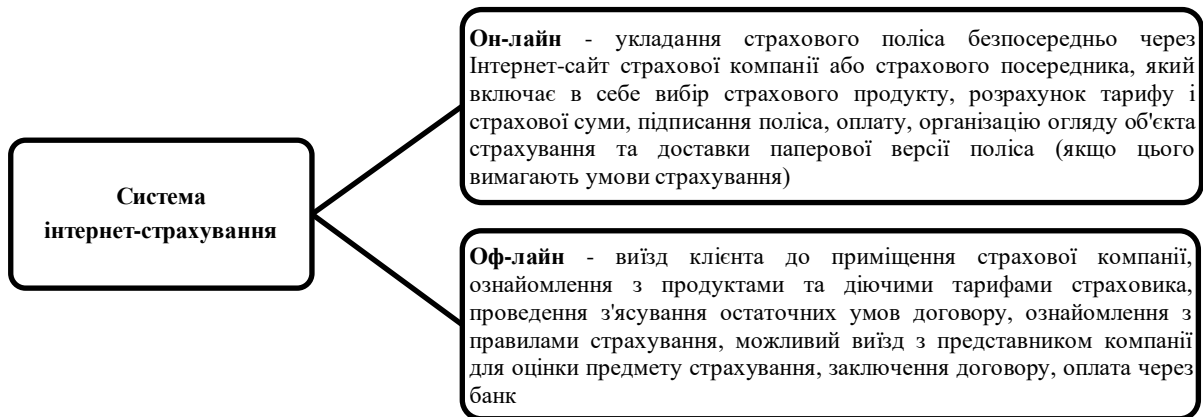 Система
інтернет-страхування
Он-лайн - укладання страхового поліса безпосередньо через
Інтернет-сайт страхової компанії або страхового посередника, який
включає в себе вибір страхового продукту, розрахунок тарифу і
страхової суми, підписання поліса, оплату, організацію огляду об'єкта
страхування та доставки паперової версії поліса (якщо цього
вимагають умови страхування)
Оф-лайн - виїзд клієнта до приміщення страхової компанії,
ознайомлення з продуктами та діючими тарифами страховика,
проведення з'ясування остаточних умов договору, ознайомлення з
правилами страхування, можливий виїзд з представником компанії
для оцінки предмету страхування, заключення договору, оплата через
банк